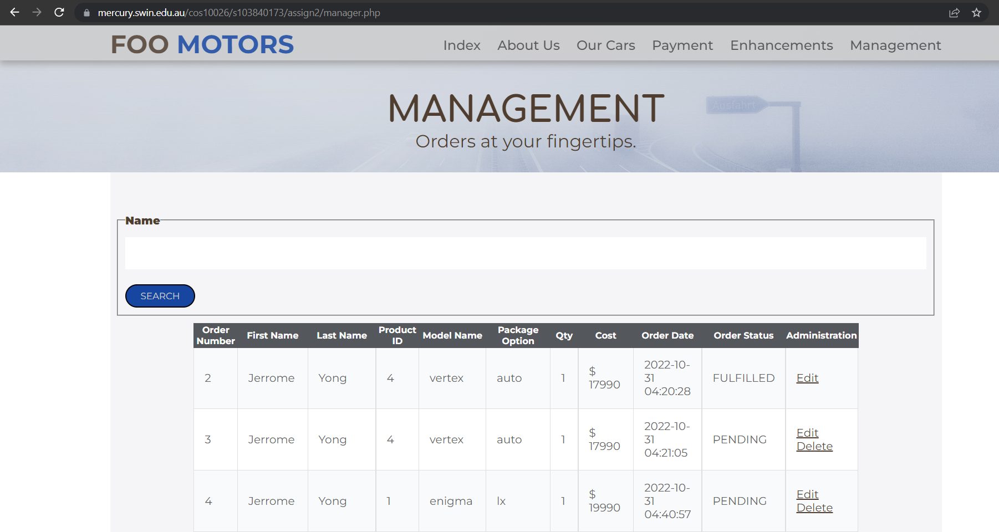 mercury.swin.edu.au/cos10026/s103840173/assign2/manager.php
FOO MOTORS
Index About Us Our Cars Payment Enhancements Management
Ausfahrt
MANAGEMENT
Orders at your fingertips.
Name
SEARCH
Order Number First Name Last Name Product ID Model Name Package Option Qty Cost Order Date Order Status Administration
2 Jerrome Yong 4 vertex auto 1 $ 17990 2022-10-31 04:20:28 FULFILLED Edit
3 Jerrome Yong 4 vertex auto 1 $ 17990 2022-10-31 04:21:05 PENDING Edit Delete
4 Jerrome Yong 1 enigma lx 1 $ 19990 2022-10-31 04:40:57 PENDING Edit Delete